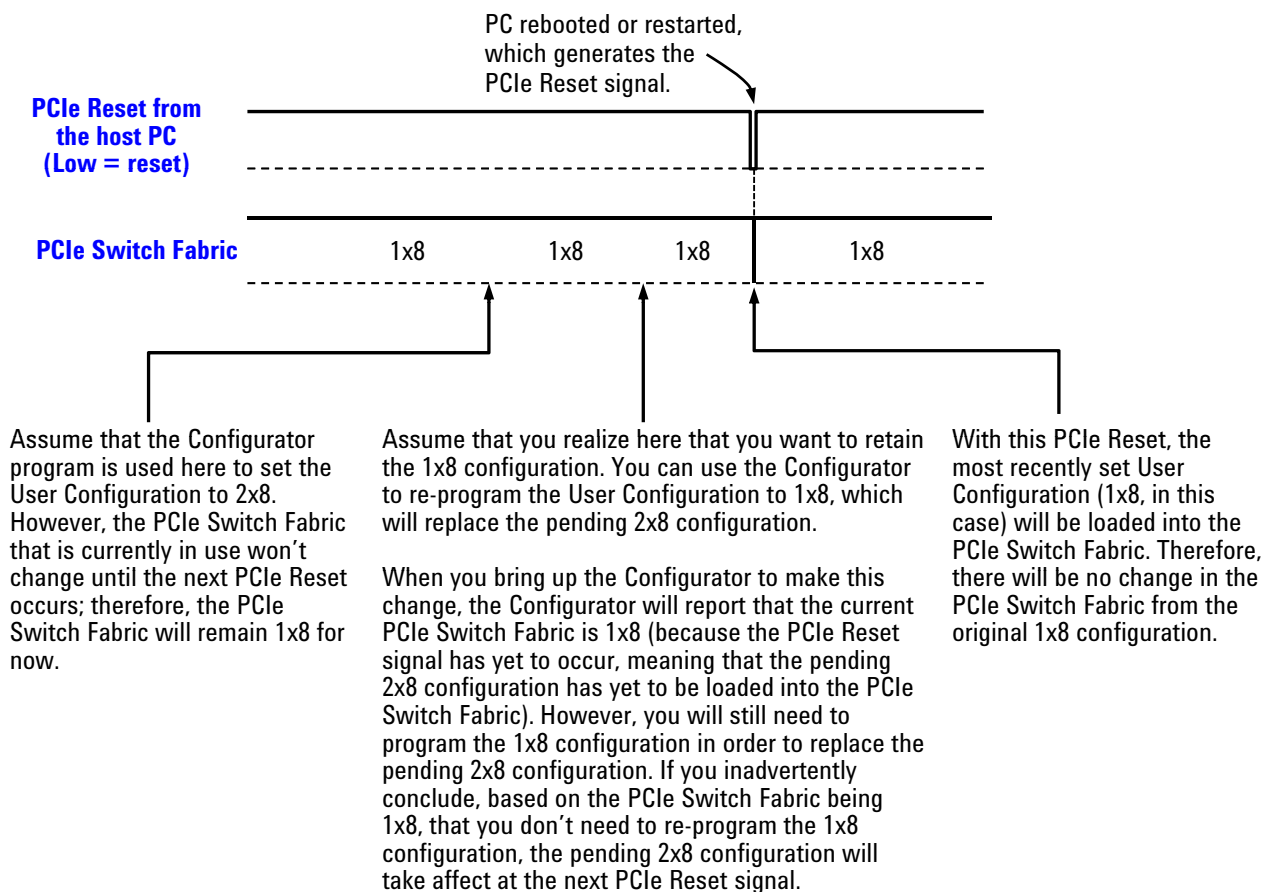 PC rebooted or restarted,
which generates the
PCIe Reset signal.
PCIe Reset from
the host PC
(Low = reset)
PCIe Switch Fabric
1x8 1x8 1x8 1x8
Assume that the Configurator
program is used here to set the
User Configuration to 2x8.
However, the PCIe Switch Fabric
that is currently in use won’t
change until the next PCIe Reset
occurs; therefore, the PCIe
Switch Fabric will remain 1x8 for
now.
Assume that you realize here that you want to retain
the 1x8 configuration. You can use the Configurator
to re-program the User Configuration to 1x8, which
will replace the pending 2x8 configuration.
When you bring up the Configurator to make this
change, the Configurator will report that the current
PCIe Switch Fabric is 1x8 (because the PCIe Reset
signal has yet to occur, meaning that the pending
2x8 configuration has yet to be loaded into the PCIe
Switch Fabric). However, you will still need to
program the 1x8 configuration in order to replace the
pending 2x8 configuration. If you inadvertently
conclude, based on the PCIe Switch Fabric being
1x8, that you don’t need to re-program the 1x8
configuration, the pending 2x8 configuration will
take affect at the next PCIe Reset signal.
With this PCIe Reset, the
most recently set User
Configuration (1x8, in this
case) will be loaded into the
PCIe Switch Fabric. Therefore,
there will be no change in the
PCIe Switch Fabric from the
original 1x8 configuration.